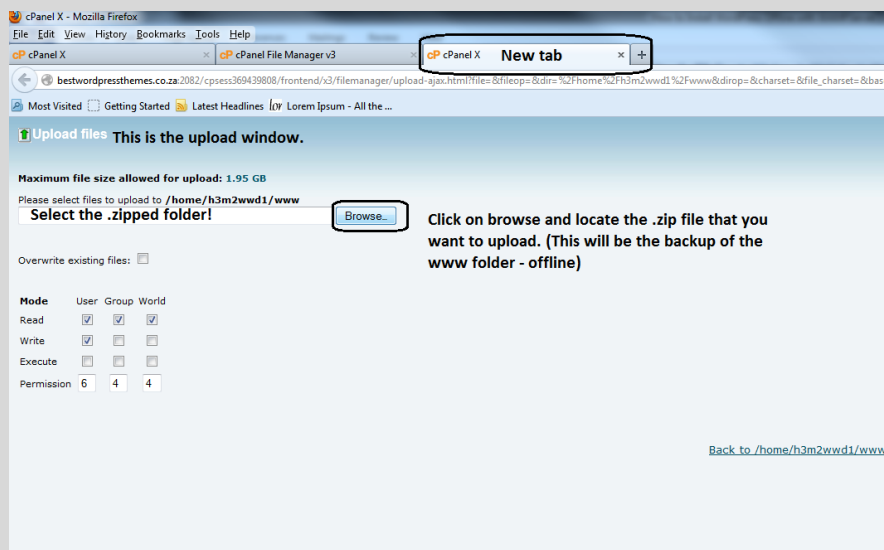 cPanel X - Mozilla Firefox
File Edit View History Bookmarks Tools Help
cP cPanel X × cP cPanel File Manager v3 × cP cPanel X New tab × +
bestwordpressthemes.co.za:2082/cpsess369439808/frontend/x3/filemanager/upload-ajax.html?file=&fileop=&dir=%2Fhome%2Fh3m2wwd1%2Fwww&dirop=&charset=&file_charset=&bas
Most Visited Getting Started Latest Headlines lov Lorem Ipsum - All the ...
Upload files This is the upload window.
Maximum file size allowed for upload: 1.95 GB
Please select files to upload to /home/h3m2wwd1/www
Select the .zipped folder! Browse...
Click on browse and locate the .zip file that you
want to upload. (This will be the backup of the
www folder - offline)
Overwrite existing files:
Mode User Group World
Read
Write
Execute
Permission 6 4 4
Back to /home/h3m2wwd1/www